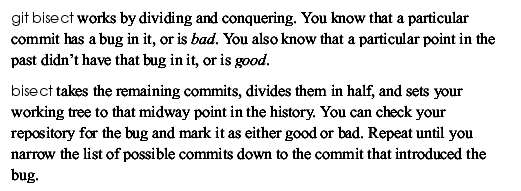 git bisect works by dividing and conquering. You know that a particular
commit has a bug in it, or is bad. You also know that a particular point in the
past didn’t have that bug in it, or is good.
bisect takes the remaining commits, divides them in half, and sets your
working tree to that midway point in the history. You can check your
repository for the bug and mark it as either good or bad. Repeat until you
narrow the list of possible commits down to the commit that introduced the
bug.